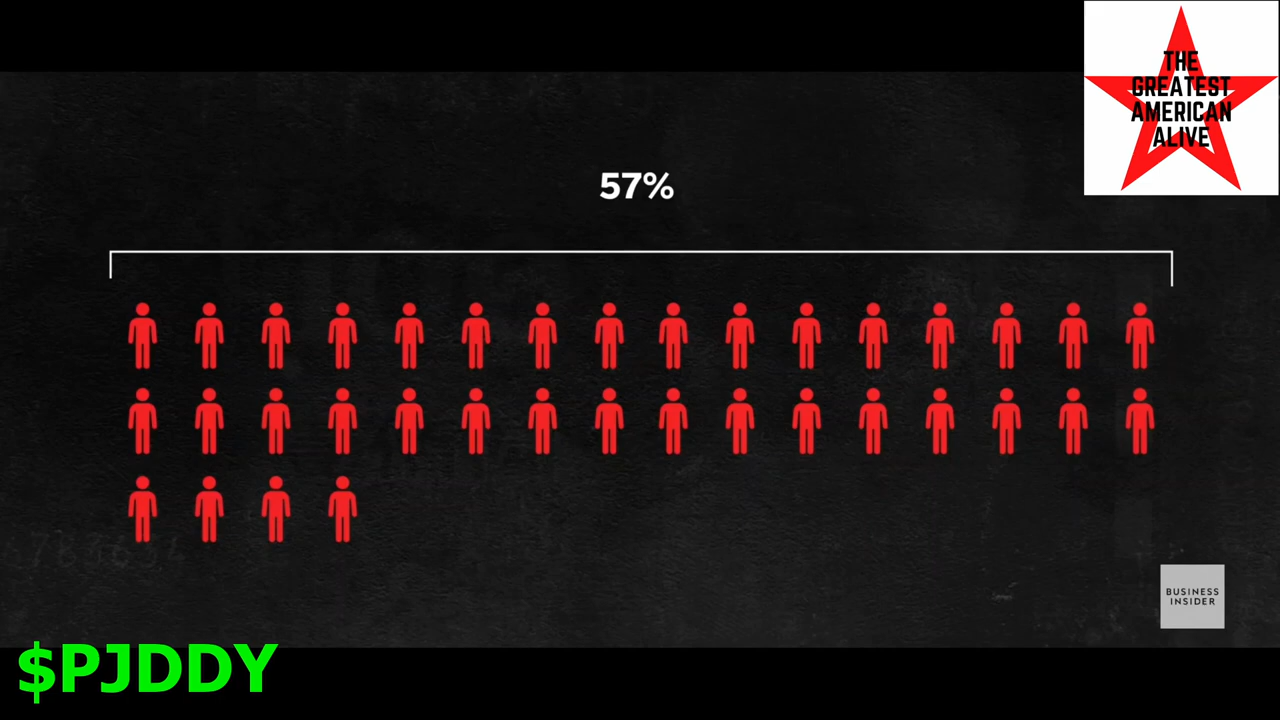 THE
GREATEST
AMERICAN
ALIVE
57%
BUSINESS
INSIDER
$PJDDY